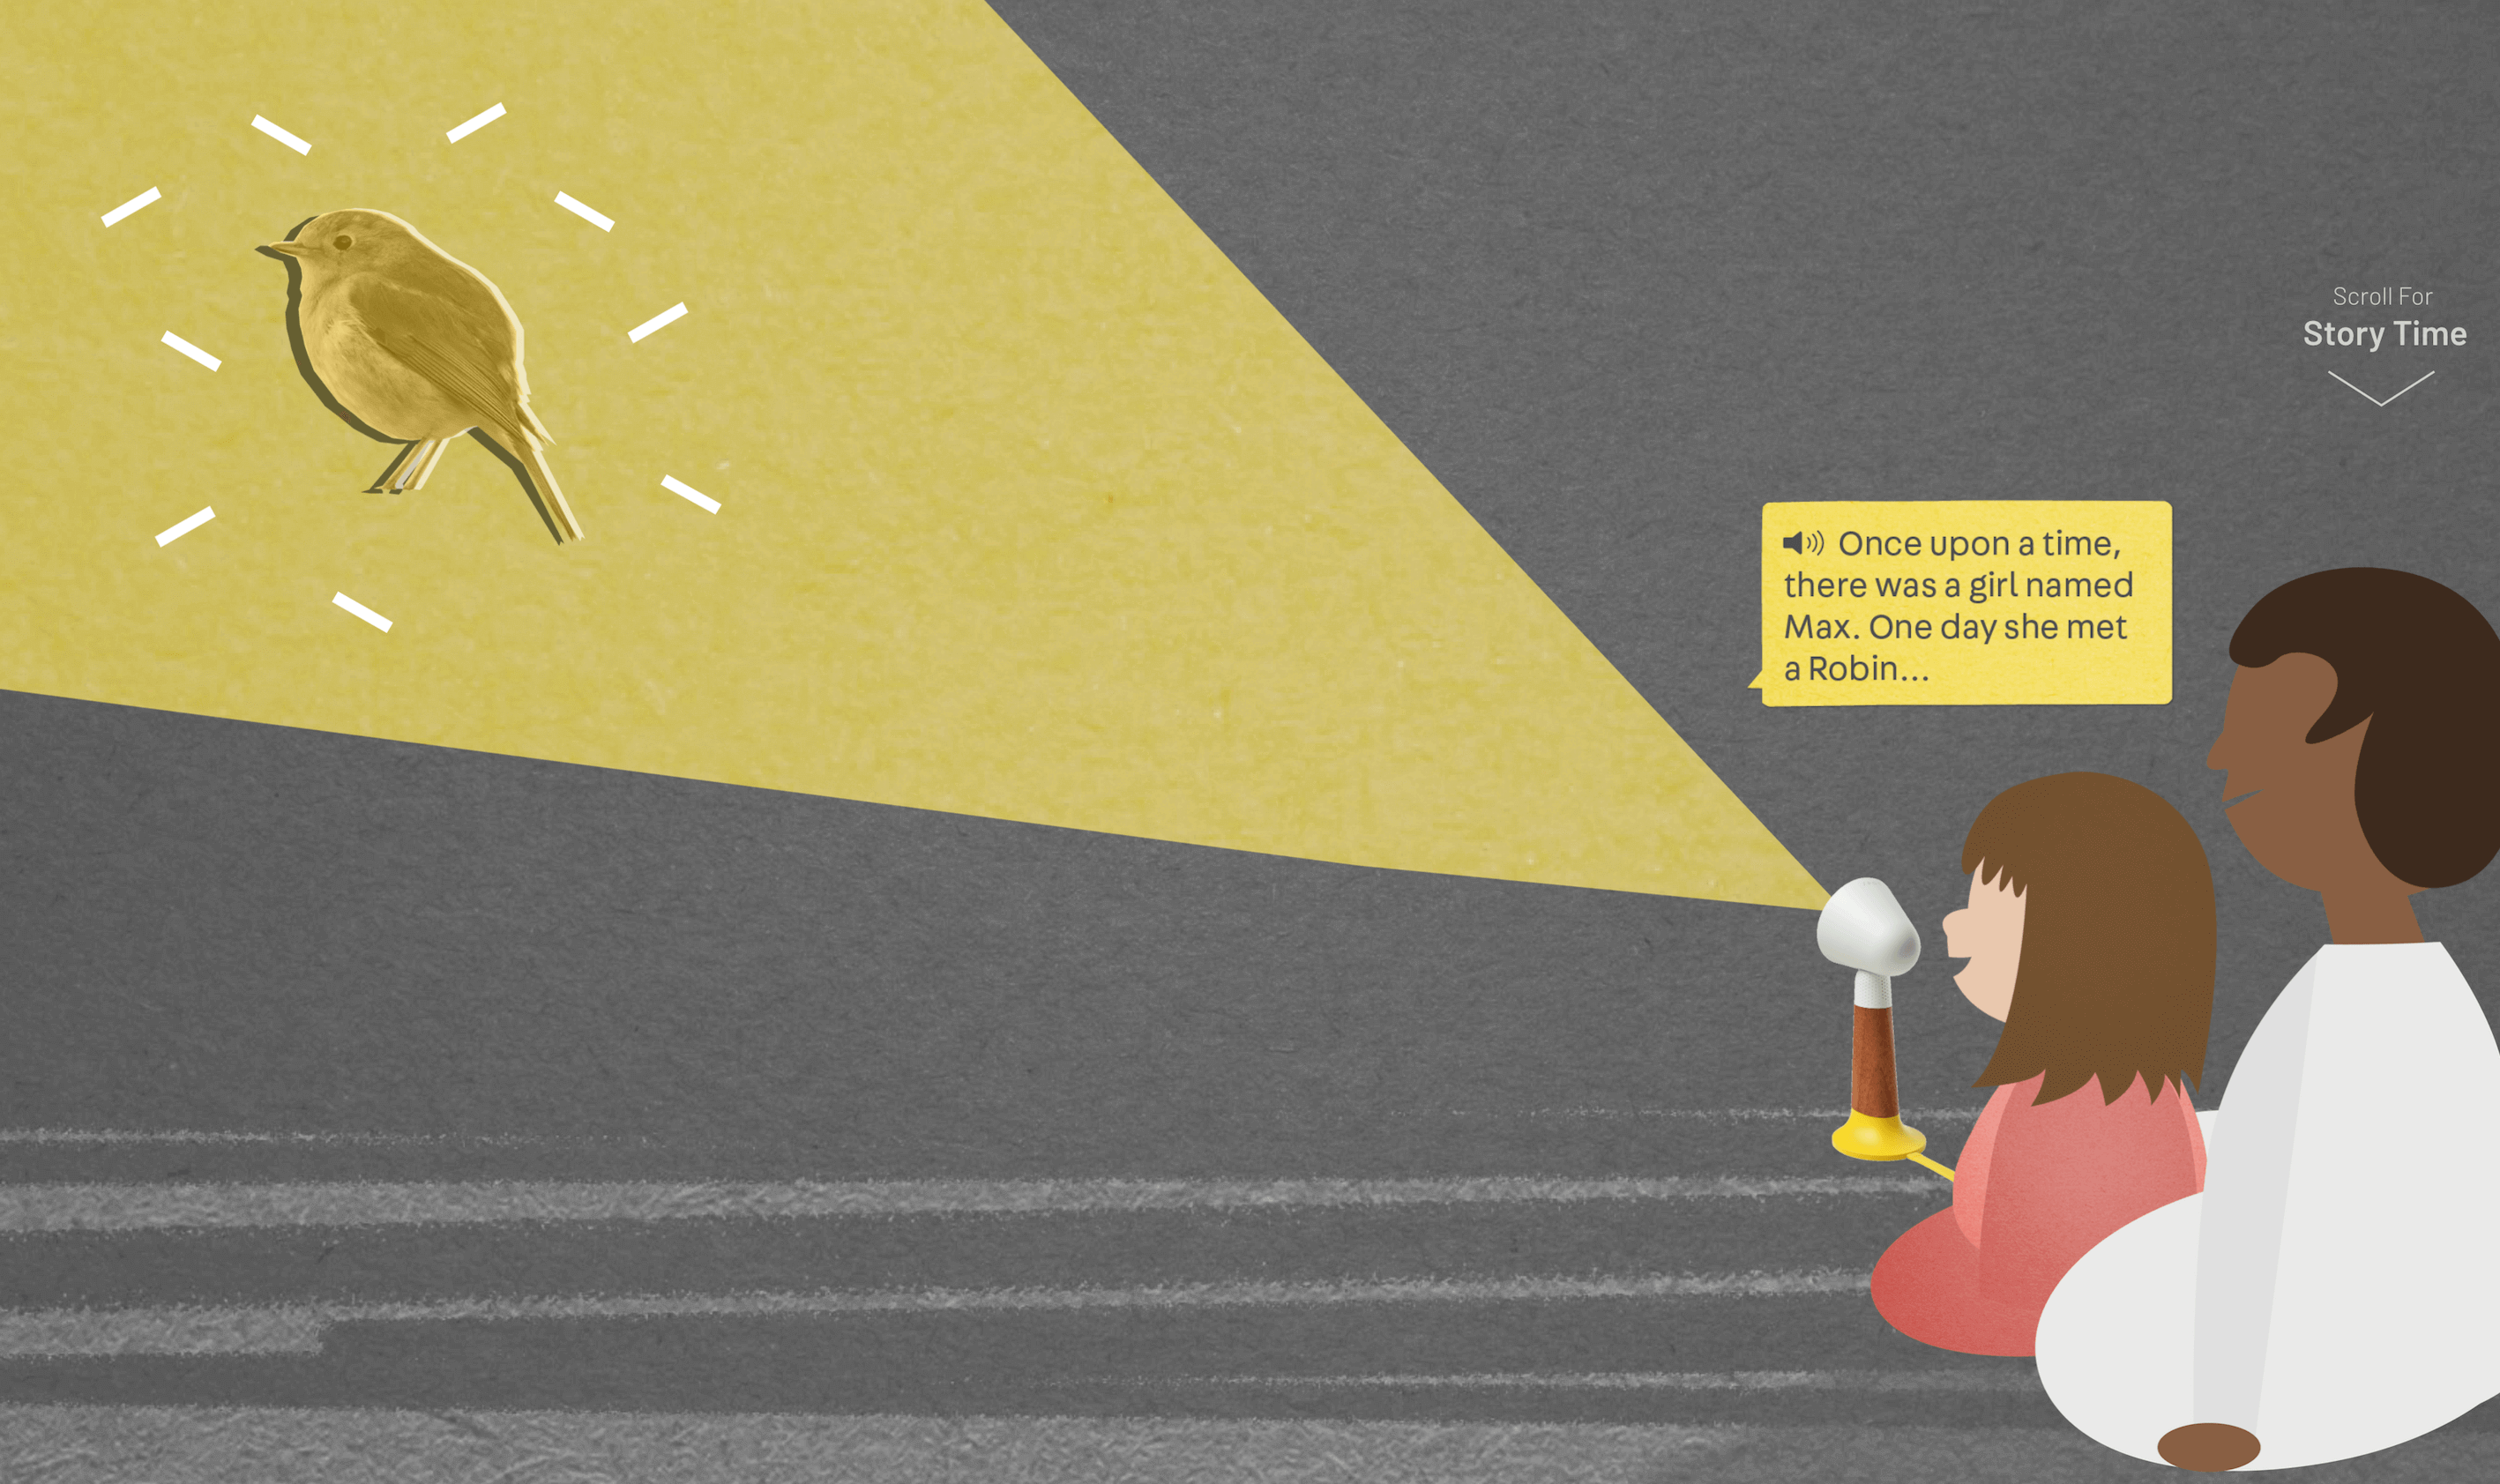 Scroll For
Story Time
Once upon a time,
there was a girl named
Max. One day she met
a Robin...